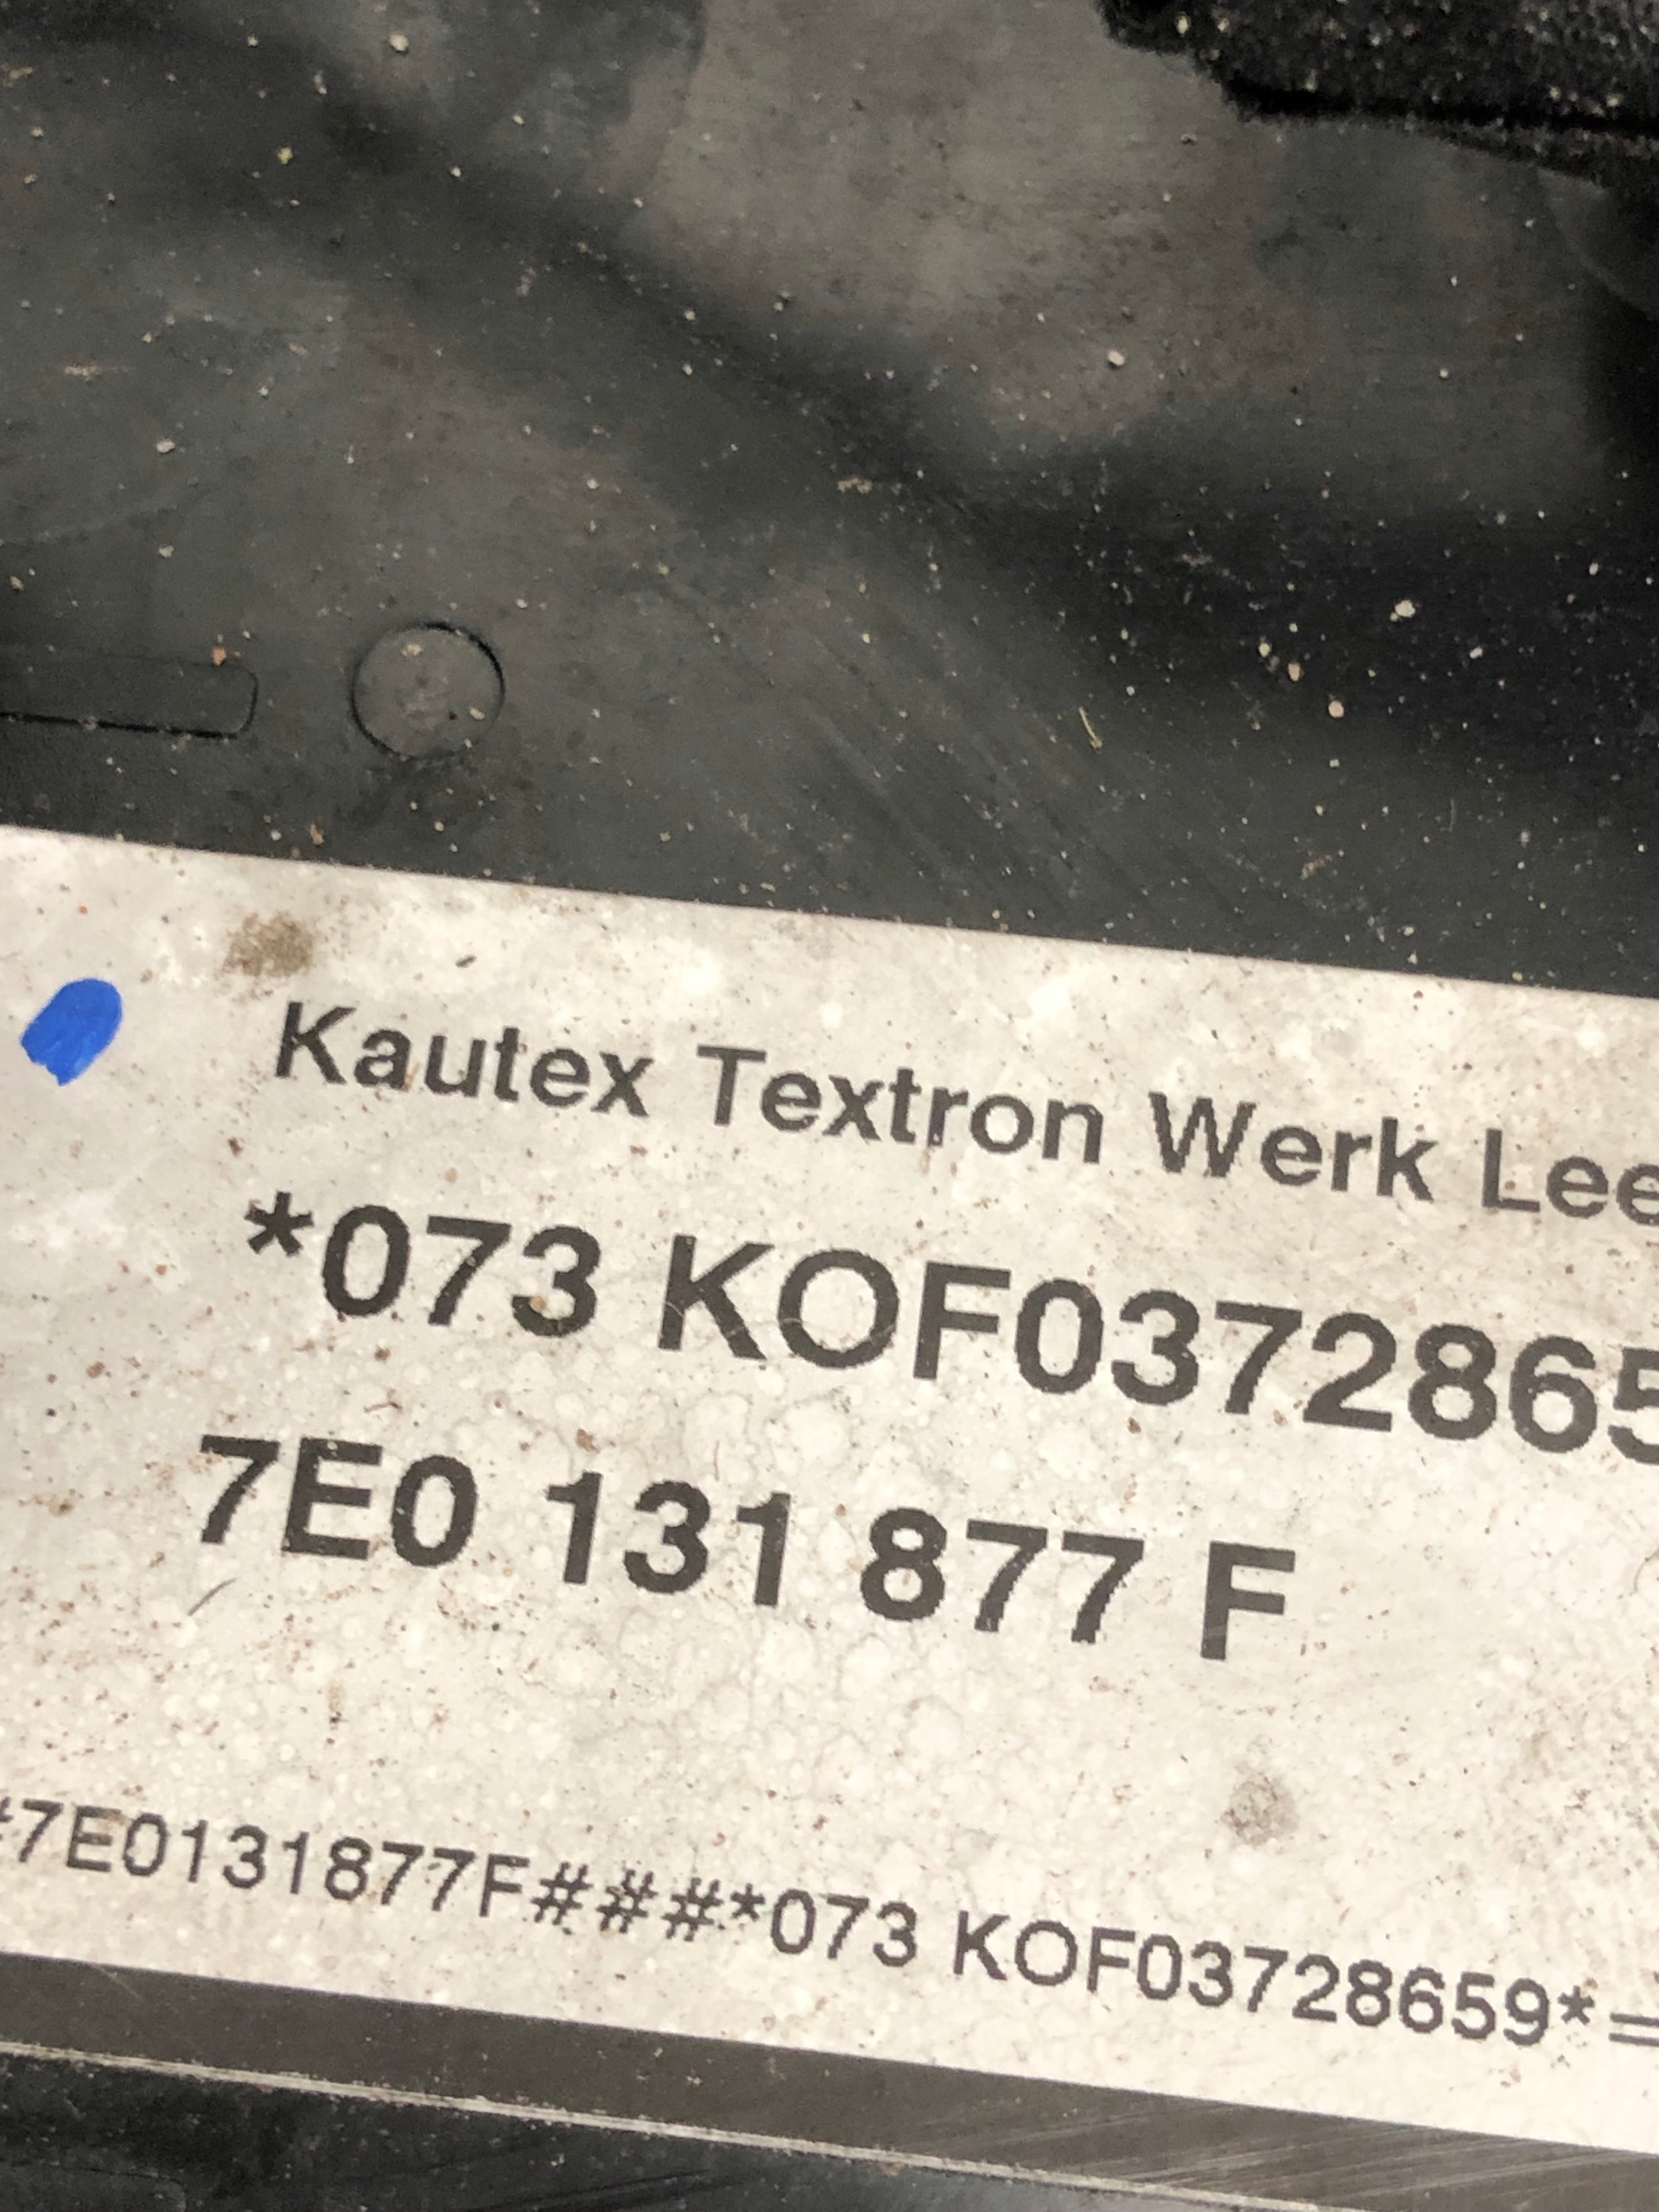 Kautex Textron Werk Lee
*073 KOF0372865
7E0 131 877 F
*7E0131877F###*073 KOF03728659*=